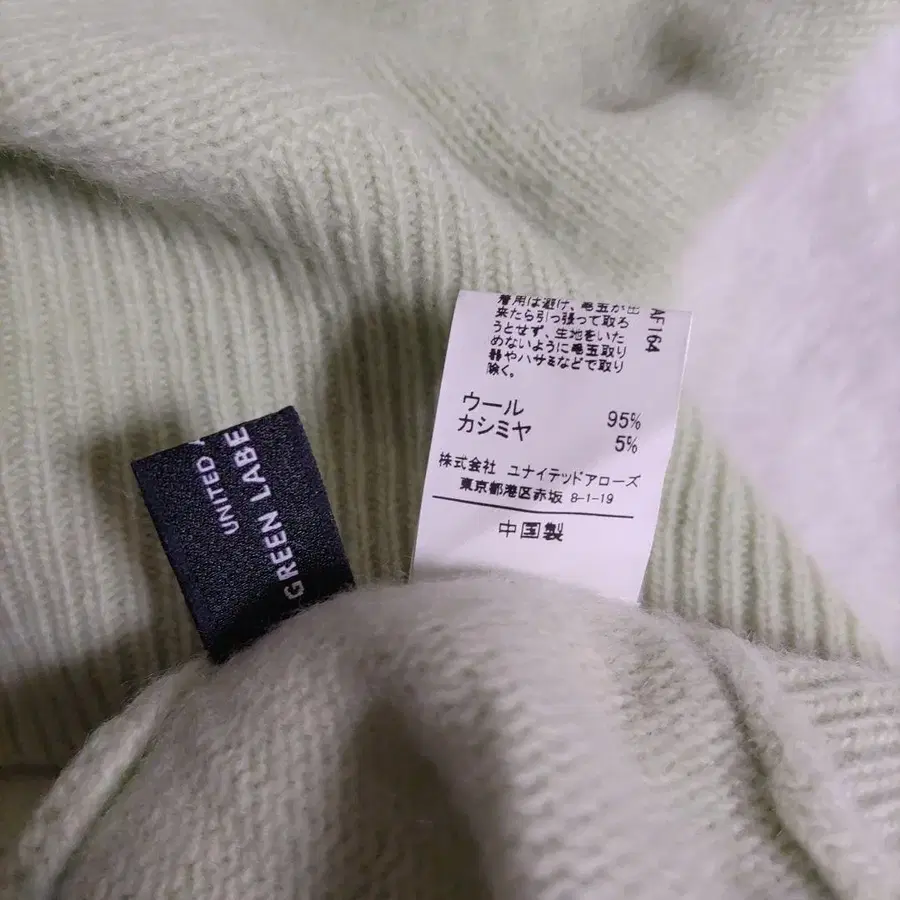 UNITED
GREEN LABE
着用は避け、毛玉が出
来たら引っ張って取ろ
うとせず、生地をいた
めないように毛玉取り
器やハサミなどで取り
除く。
AF164
ウール 95%
カシミヤ 5%
株式会社 ユナイテッドアローズ
東京都港区赤坂 8-1-19
中国製